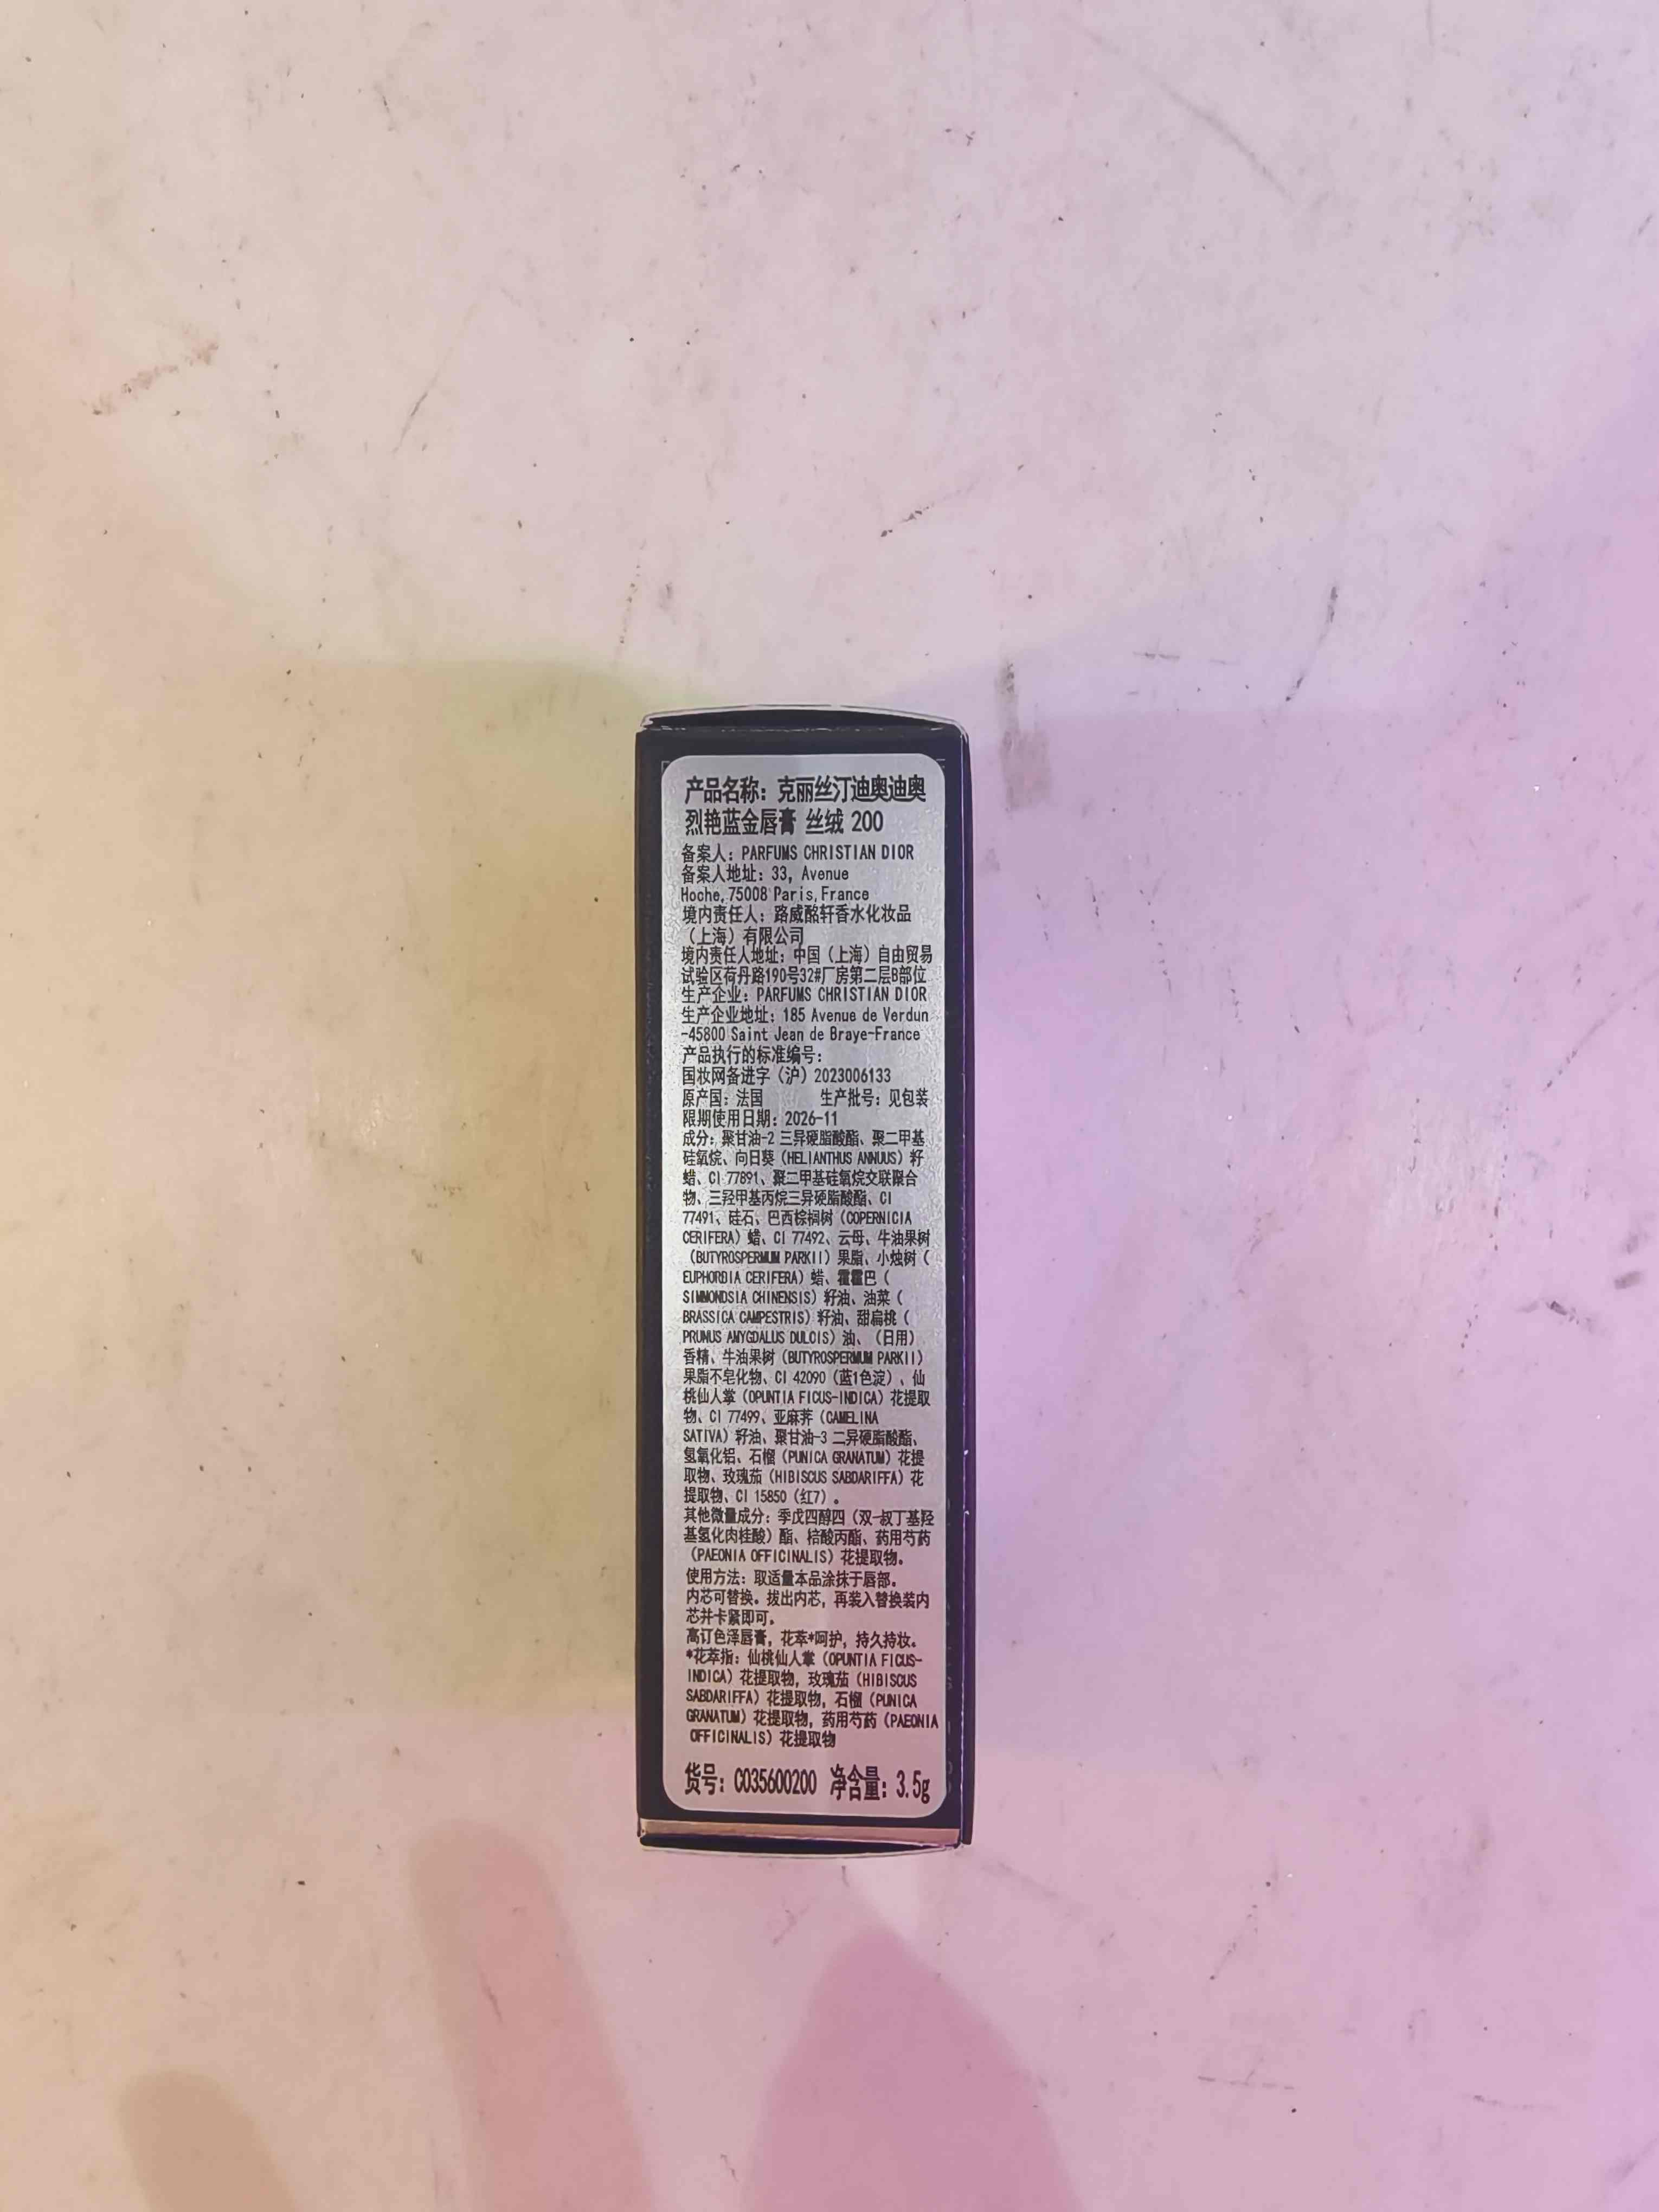 产品名称：克丽丝汀迪奥迪奥
烈艳蓝金唇膏 丝绒 200
备案人：PARFUMS CHRISTIAN DIOR
备案人地址：33, Avenue
Hoche,75008 Paris,France
境内责任人：路威酩轩香水化妆品
（上海）有限公司
境内责任人地址：中国（上海）自由贸易
试验区荷丹路190号32#厂房第二层B部位
生产企业：PARFUMS CHRISTIAN DIOR
生产企业地址：185 Avenue de Verdun
-45800 Saint Jean de Braye-France
产品执行的标准编号：
国妆网备进字（沪）2023006133
原产国：法国 生产批号：见包装
限期使用日期：2026-11
成分：聚甘油-2 三异硬脂酸酯、聚二甲基
硅氧烷、向日葵（HELIANTHUS ANNUUS）籽
蜡、CI 77891、聚二甲基硅氧烷交联聚合
物、三羟甲基丙烷三异硬脂酸酯、CI
77491、硅石、巴西棕榈树（COPERNICIA
CERIFERA）蜡、CI 77492、云母、牛油果树
（BUTYROSPERMUM PARKII）果脂、小烛树（
EUPHORBIA CERIFERA）蜡、霍霍巴（
SIMMONDSIA CHINENSIS）籽油、油菜（
BRASSICA CAMPESTRIS）籽油、甜扁桃（
PRUNUS AMYGDALUS DULCIS）油、（日用）
香精、牛油果树（BUTYROSPERMUM PARKII）
果脂不皂化物、CI 42090（蓝1色淀）、仙
桃仙人掌（OPUNTIA FICUS-INDICA）花提取
物、CI 77499、亚麻荠（CAMELINA
SATIVA）籽油、聚甘油-3 二异硬脂酸酯、
氢氧化铝、石榴（PUNICA GRANATUM）花提
取物、玫瑰茄（HIBISCUS SABDARIFFA）花
提取物、CI 15850（红7）。
其他微量成分：季戊四醇四（双-叔丁基羟
基氢化肉桂酸）酯、棓酸丙酯、药用芍药
（PAEONIA OFFICINALIS）花提取物。
使用方法：取适量本品涂抹于唇部。
内芯可替换。拔出内芯，再装入替换装内
芯并卡紧即可。
高订色泽唇膏，花萃*呵护，持久持妆。
*花萃指：仙桃仙人掌（OPUNTIA FICUS-
INDICA）花提取物，玫瑰茄（HIBISCUS
SABDARIFFA）花提取物，石榴（PUNICA
GRANATUM）花提取物，药用芍药（PAEONIA
OFFICINALIS）花提取物
货号：C035600200 净含量：3.5g